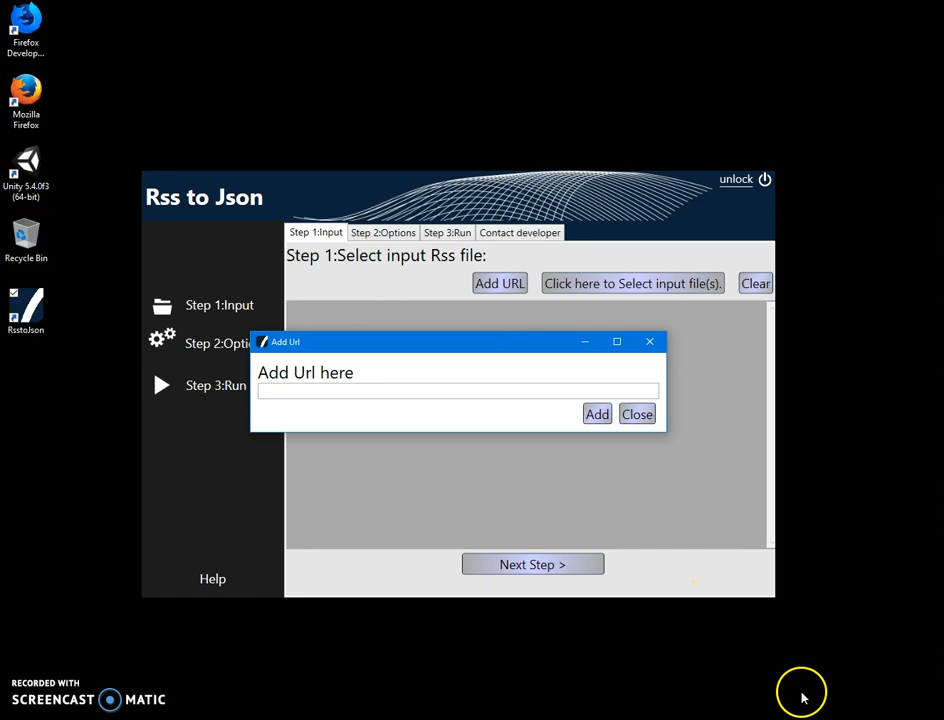 Firefox
Develop...
Mozilla
Firefox
Unity 5.4.0f3
(64-bit)
Recycle Bin
RsstoJson
Rss to Json
unlock
Step 1:Input
Step 2:Options
Step 3:Run
Contact developer
Step 1:Select input Rss file:
Add URL
Click here to Select input file(s).
Clear
Step 1:Input
Step 2:Opti
Step 3:Run
Add Url
Add Url here
Add
Close
Next Step >
Help
RECORDED WITH
SCREENCAST MATIC